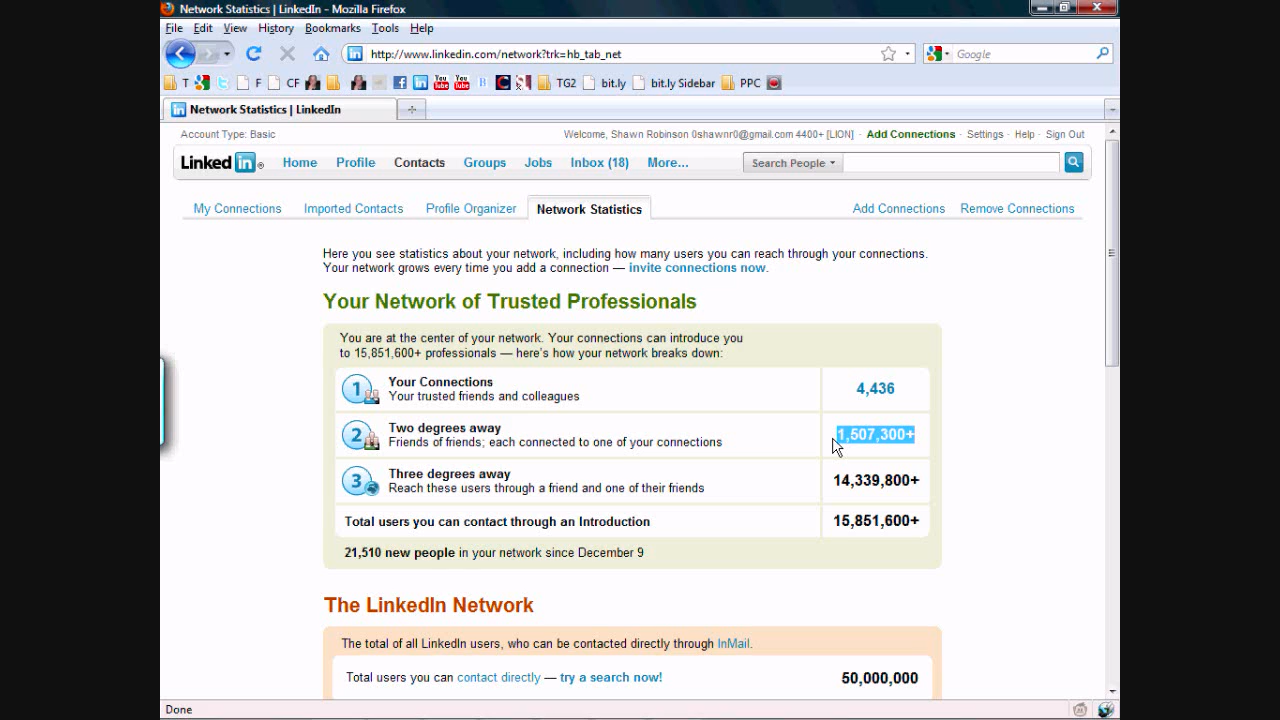 Network Statistics | LinkedIn - Mozilla Firefox
File Edit View History Bookmarks Tools Help
http://www.linkedin.com/network?trk=hb_tab_net
Google
T F CF TG2 bit.ly bit.ly Sidebar PPC
Network Statistics | LinkedIn
Account Type: Basic
Welcome, Shawn Robinson 0shawnr0@gmail.com 4400+ [LION] · Add Connections · Settings · Help · Sign Out
Linked in ® Home Profile Contacts Groups Jobs Inbox (18) More... Search People
My Connections Imported Contacts Profile Organizer Network Statistics Add Connections Remove Connections
Here you see statistics about your network, including how many users you can reach through your connections.
Your network grows every time you add a connection — invite connections now.
Your Network of Trusted Professionals
You are at the center of your network. Your connections can introduce you
to 15,851,600+ professionals — here's how your network breaks down:
1 Your Connections 4,436
Your trusted friends and colleagues
2 Two degrees away 1,507,300+
Friends of friends; each connected to one of your connections
3 Three degrees away 14,339,800+
Reach these users through a friend and one of their friends
Total users you can contact through an Introduction 15,851,600+
21,510 new people in your network since December 9
The LinkedIn Network
The total of all LinkedIn users, who can be contacted directly through InMail.
Total users you can contact directly — try a search now! 50,000,000
Done